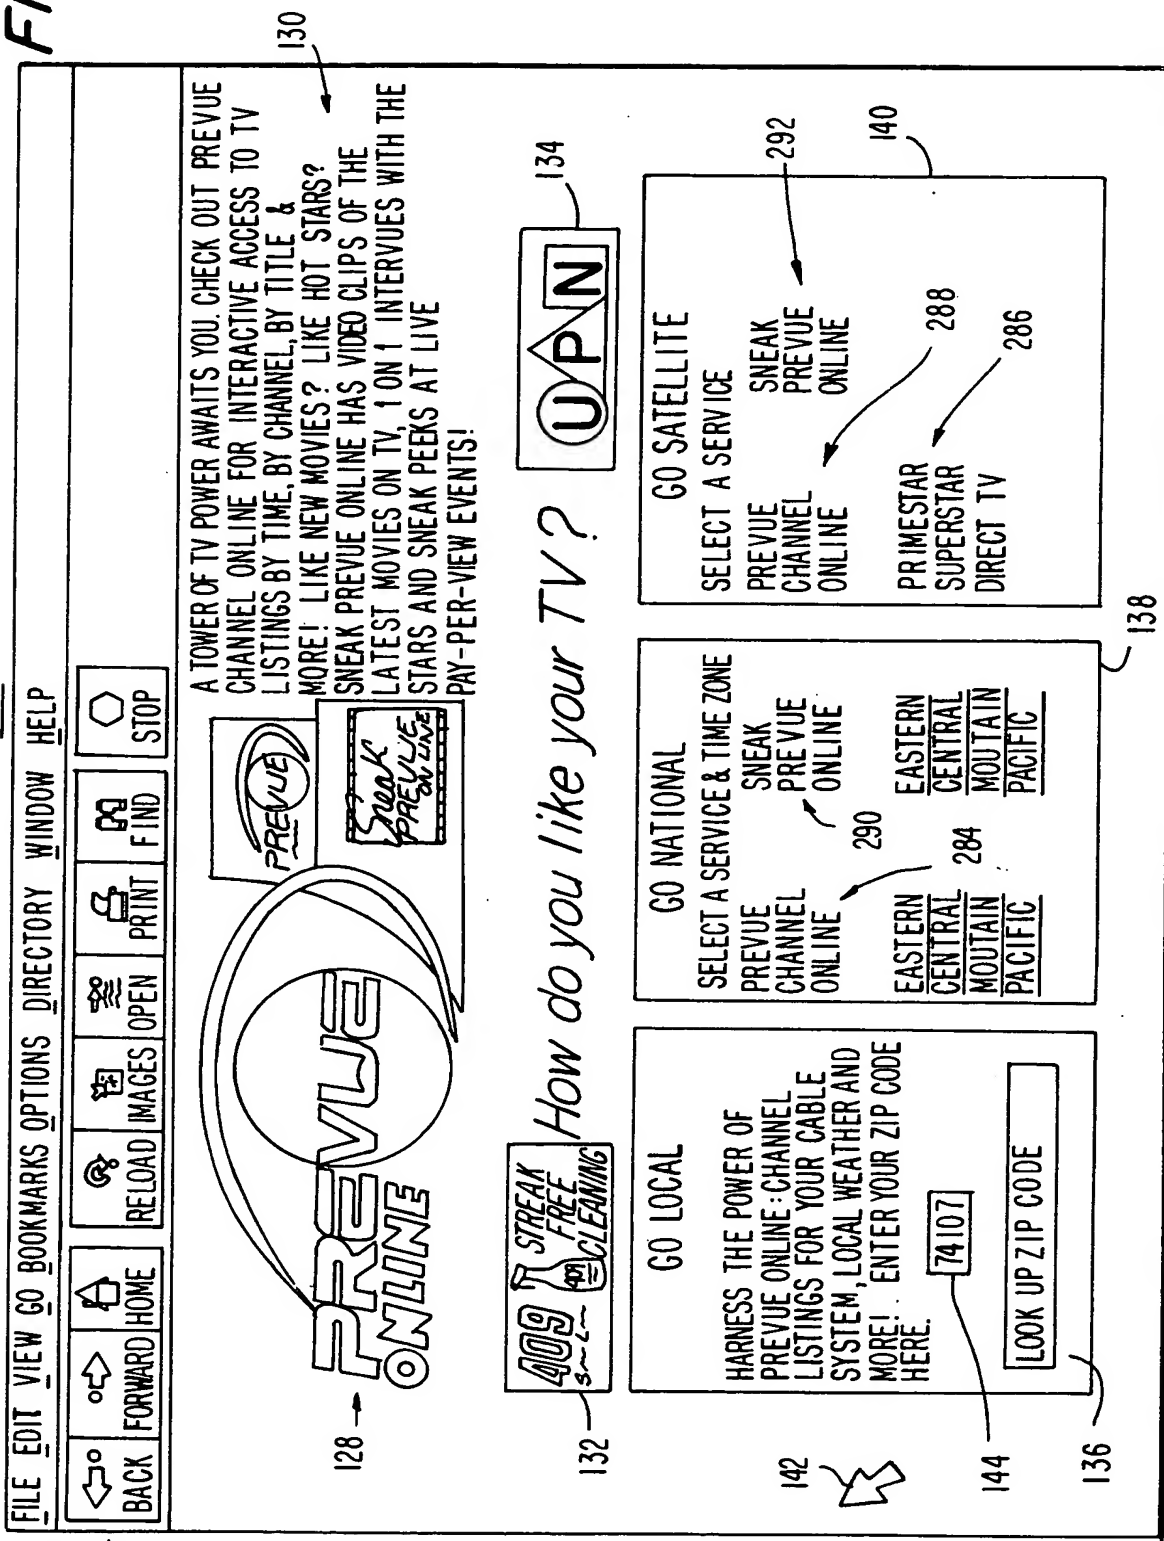 FI
FILE EDIT VIEW GO BOOKMARKS OPTIONS DIRECTORY WINDOW HELP
BACK FORWARD HOME RELOAD IMAGES OPEN PRINT FIND STOP
128
PREVUE
ONLINE
PREVUE
Sneak
PREVUE
ON LINE
A TOWER OF TV POWER AWAITS YOU. CHECK OUT PREVUE
CHANNEL ONLINE FOR INTERACTIVE ACCESS TO TV
LISTINGS BY TIME, BY CHANNEL, BY TITLE &
MORE! LIKE NEW MOVIES? LIKE HOT STARS?
SNEAK PREVUE ONLINE HAS VIDEO CLIPS OF THE
LATEST MOVIES ON TV, 1 ON 1 INTERVUES WITH THE
STARS AND SNEAK PEEKS AT LIVE
PAY-PER-VIEW EVENTS!
130
132
409
STREAK
FREE
CLEANING
409
How do you like your TV?
UPN
134
142
GO LOCAL
HARNESS THE POWER OF
PREVUE ONLINE: CHANNEL
LISTINGS FOR YOUR CABLE
SYSTEM, LOCAL WEATHER AND
MORE! . ENTER YOUR ZIP CODE
HERE.
74107
LOOK UP ZIP CODE
144
136
GO NATIONAL
SELECT A SERVICE & TIME ZONE
PREVUE
CHANNEL
ONLINE
284
EASTERN
CENTRAL
MOUTAIN
PACIFIC
SNEAK
PREVUE
ONLINE
290
EASTERN
CENTRAL
MOUTAIN
PACIFIC
138
GO SATELLITE
SELECT A SERVICE
PREVUE
CHANNEL
ONLINE
288
SNEAK
PREVUE
ONLINE
292
PRIMESTAR
SUPERSTAR
DIRECT TV
286
140